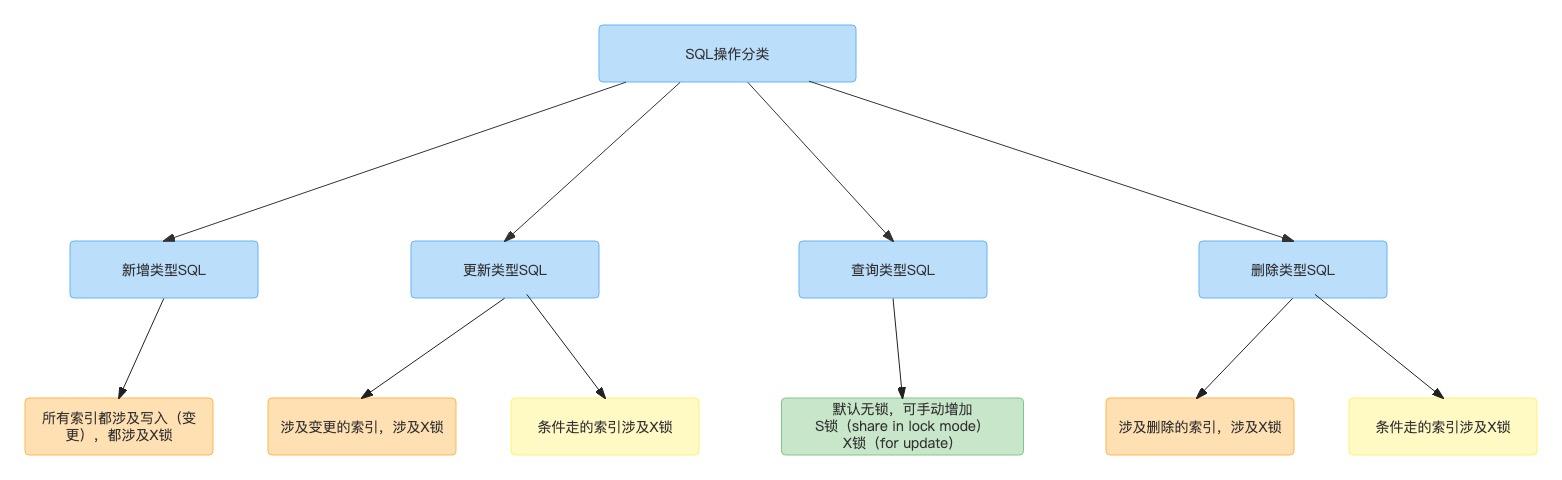 SQL操作分类
新增类型SQL
更新类型SQL
查询类型SQL
删除类型SQL
所有索引都涉及写入（变
更），都涉及X锁
涉及变更的索引，涉及X锁
条件走的索引涉及X锁
默认无锁，可手动增加
S锁（share in lock mode）
X锁（for update）
涉及删除的索引，涉及X锁
条件走的索引涉及X锁